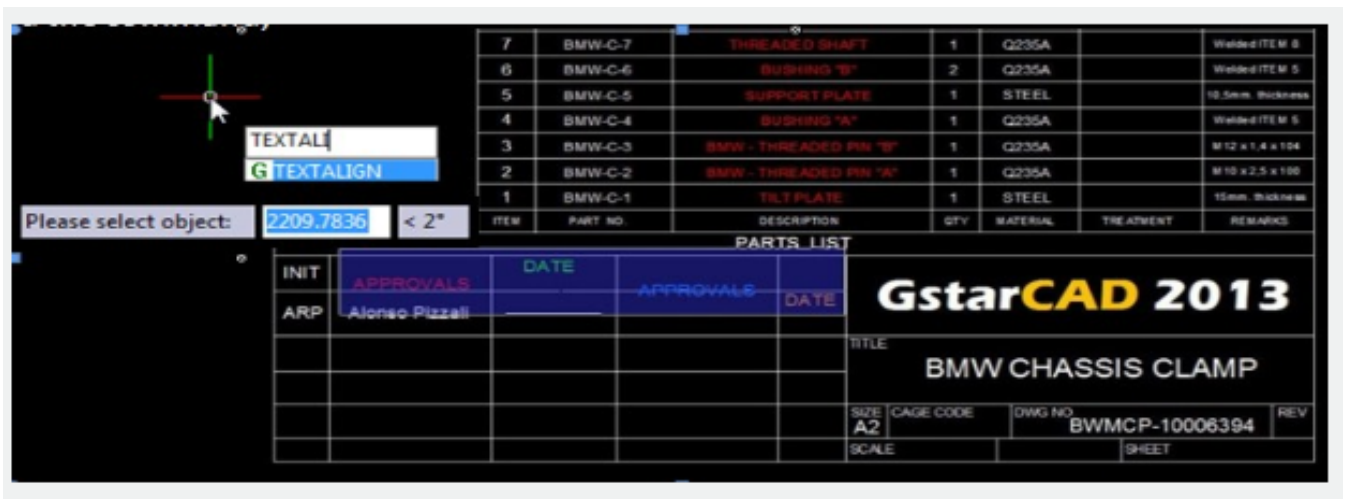 7 BMW-C-7 THREADED SHAFT 1 Q235A Welded ITEM 8
6 BMW-C-6 BUSHING "B" 2 Q235A Welded ITEM 5
5 BMW-C-5 SUPPORT PLATE 1 STEEL 10,5mm. thickness
4 BMW-C-4 BUSHING "A" 1 Q235A Welded ITEM 5
3 BMW-C-3 BMW - THREADED PIN "B" 1 Q235A M12 x 1,4 x 104
2 BMW-C-2 BMW - THREADED PIN "A" 1 Q235A M10 x 2,5 x 100
1 BMW-C-1 TILT PLATE 1 STEEL 15mm. thickness
ITEM PART NO. DESCRIPTION QTY MATERIAL TREATMENT REMARKS
PARTS LIST
TEXTALI
G TEXTALIGN
Please select object: 2209.7836 < 2°
INIT APPROVALS DATE APPROVALS DATE
ARP Alonso Pizzali
GstarCAD 2013
TITLE
BMW CHASSIS CLAMP
SIZE CAGE CODE DWG NO REV
A2 BWMCP-10006394
SCALE SHEET